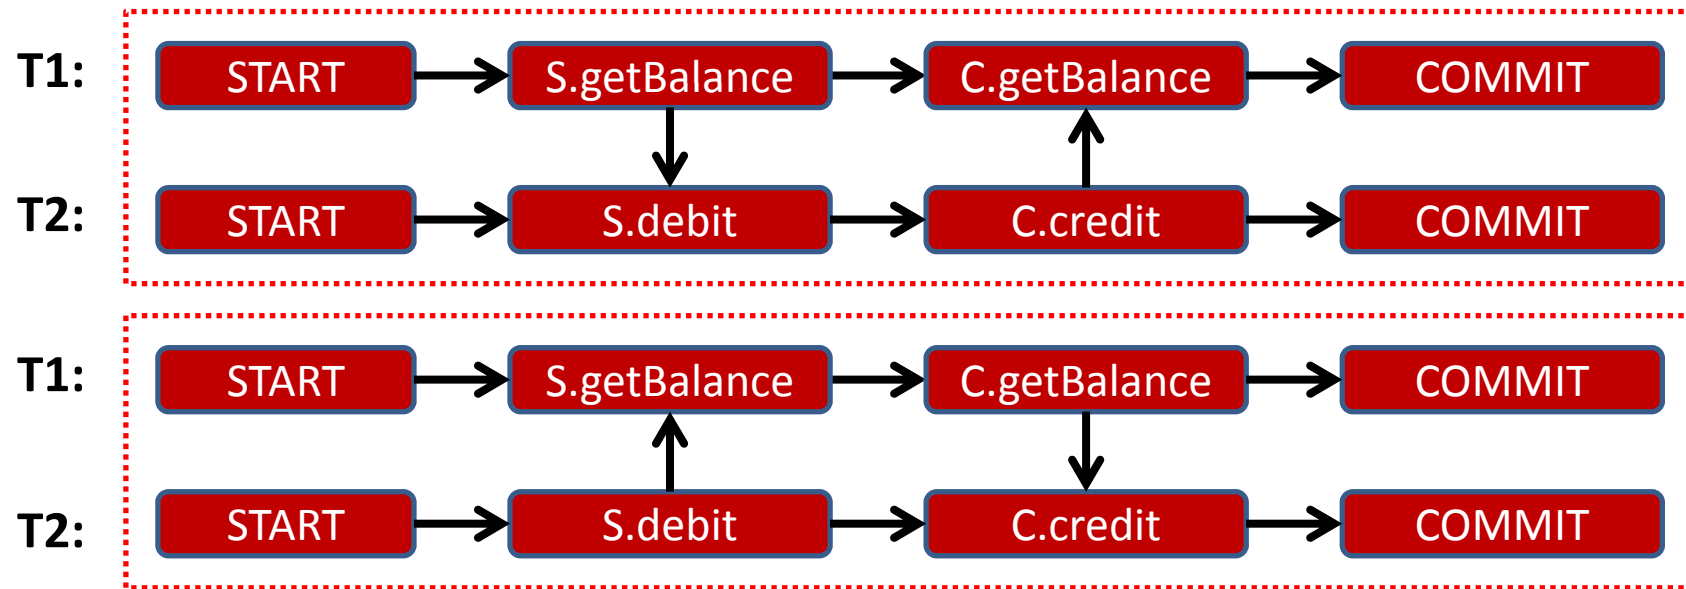 T1: START S.getBalance C.getBalance COMMIT
T2: START S.debit C.credit COMMIT
T1: START S.getBalance C.getBalance COMMIT
T2: START S.debit C.credit COMMIT